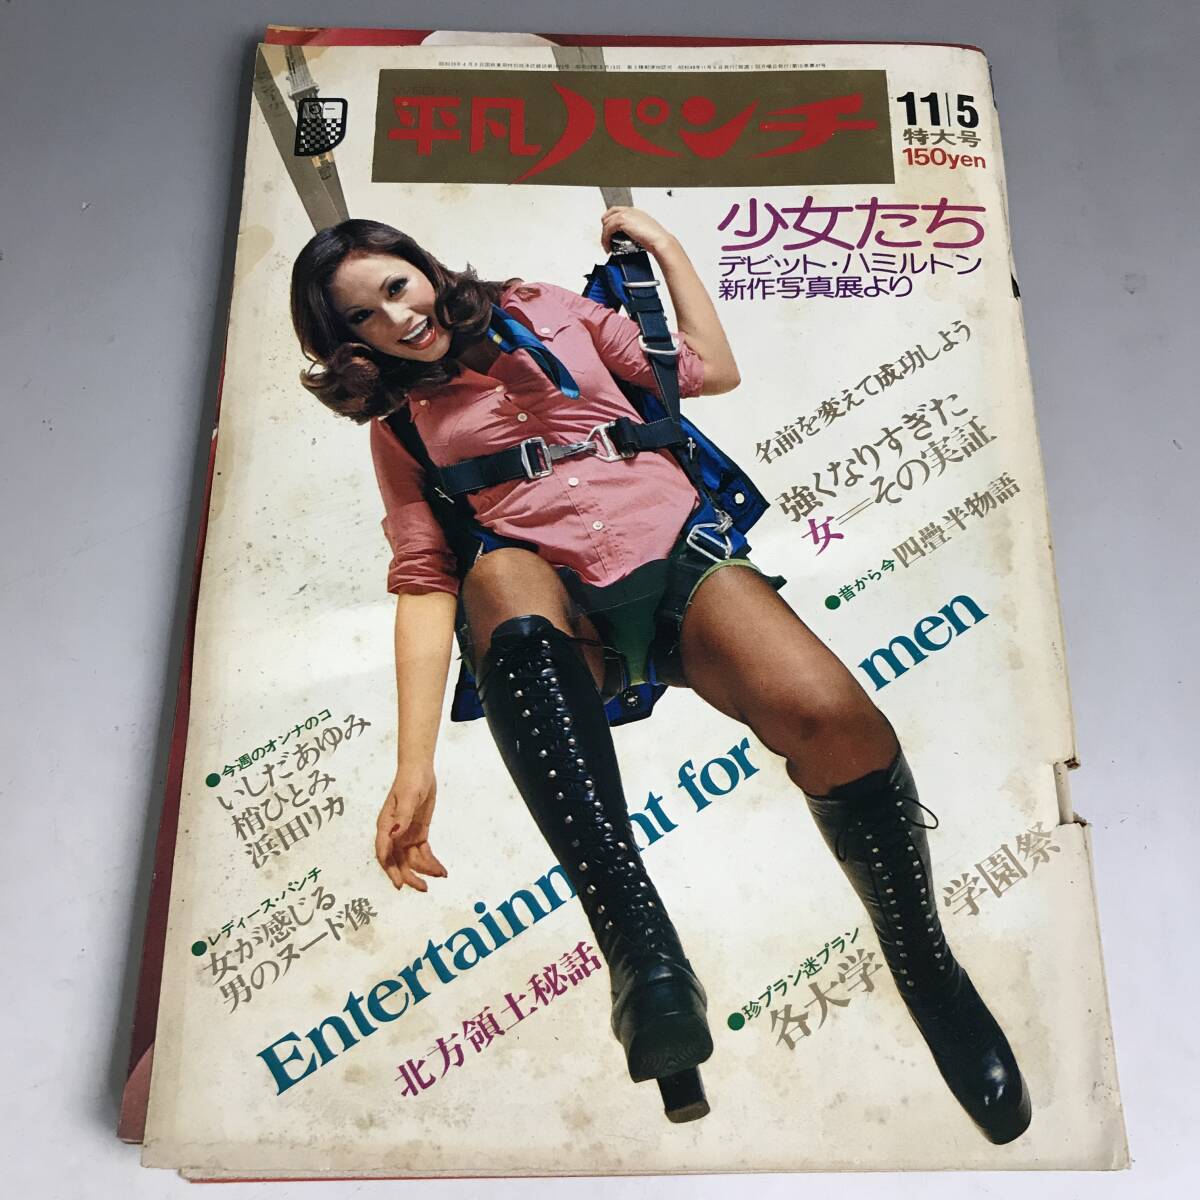 WEEKLY
平凡パンチ
11/5
特大号
150yen
少女たち
デビット・ハミルトン
新作写真展より
名前を変えて成功しよう
強くなりすぎた
女=その実証
●昔から今 四畳半物語
Entertainment for men
●今週のオンナのコ
いしだあゆみ
梢ひとみ
浜田リカ
●レディース・パンチ
女が感じる
男のヌード像
北方領土秘話
●珍プラン迷プラン
各大学 学園祭